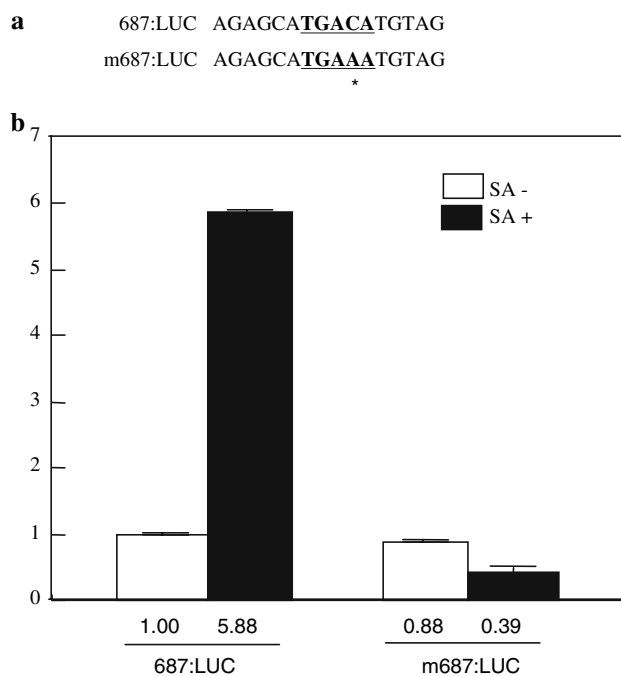 a
687:LUC AGAGCATGACATGTAG
m687:LUC AGAGCATGAAATGTAG
*
b
7
6
5
4
3
2
1
0
SA -
SA +
1.00 5.88 0.88 0.39
687:LUC m687:LUC